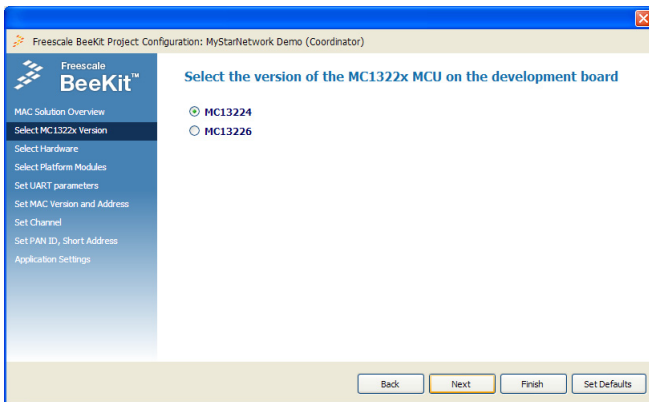 Freescale BeeKit Project Configuration: MyStarNetwork Demo (Coordinator)
Freescale
BeeKit™
MAC Solution Overview
Select MC1322x Version
Select Hardware
Select Platform Modules
Set UART parameters
Set MAC Version and Address
Set Channel
Set PAN ID, Short Address
Application Settings
Select the version of the MC1322x MCU on the development board
MC13224
MC13226
Back Next Finish Set Defaults